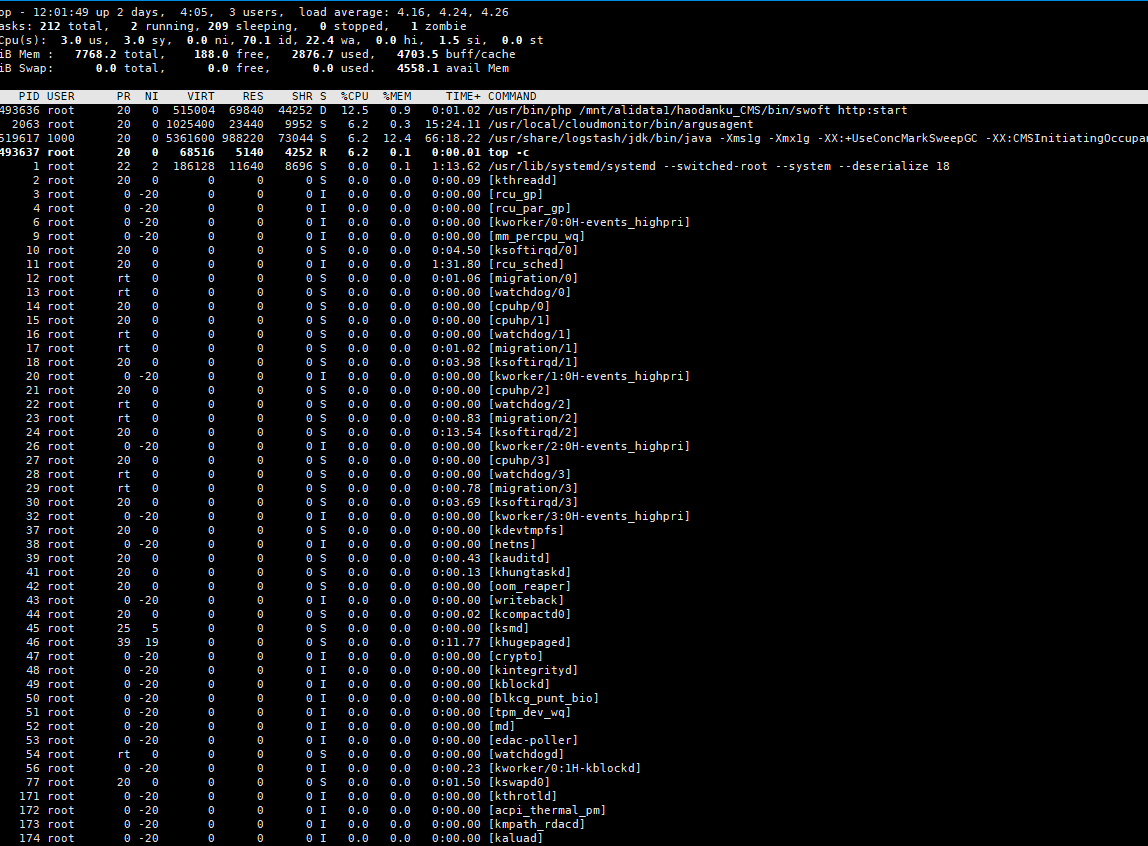 op - 12:01:49 up 2 days,  4:05,  3 users,  load average: 4.16, 4.24, 4.26
asks: 212 total,   2 running, 209 sleeping,   0 stopped,   1 zombie
Cpu(s):  3.0 us,  3.0 sy,  0.0 ni, 70.1 id, 22.4 wa,  0.0 hi,  1.5 si,  0.0 st
iB Mem :   7768.2 total,    188.0 free,   2876.7 used,   4703.5 buff/cache
iB Swap:      0.0 total,      0.0 free,      0.0 used.   4558.1 avail Mem
PID USER      PR  NI    VIRT    RES    SHR S  %CPU  %MEM     TIME+ COMMAND
493636 root      20   0  515004  69840  44252 D  12.5   0.9   0:01.02 /usr/bin/php /mnt/alidata1/haodanku_CMS/bin/swoft http:start
2063 root      20   0 1025400  23440   9952 S   6.2   0.3  15:24.11 /usr/local/cloudmonitor/bin/argusagent
519617 1000      20   0 5361600 988220  73044 S   6.2  12.4  66:18.22 /usr/share/logstash/jdk/bin/java -Xms1g -Xmx1g -XX:+UseConcMarkSweepGC -XX:CMSInitiatingOccupan
493637 root      20   0   68516   5140   4252 R   6.2   0.1   0:00.01 top -c
1 root      22   2  186128  11640   8696 S   0.0   0.1   1:13.62 /usr/lib/systemd/systemd --switched-root --system --deserialize 18
2 root      20   0       0      0      0 S   0.0   0.0   0:00.09 [kthreadd]
3 root       0 -20       0      0      0 I   0.0   0.0   0:00.00 [rcu_gp]
4 root       0 -20       0      0      0 I   0.0   0.0   0:00.00 [rcu_par_gp]
6 root       0 -20       0      0      0 I   0.0   0.0   0:00.00 [kworker/0:0H-events_highpri]
9 root       0 -20       0      0      0 I   0.0   0.0   0:00.00 [mm_percpu_wq]
10 root      20   0       0      0      0 S   0.0   0.0   0:04.50 [ksoftirqd/0]
11 root      20   0       0      0      0 I   0.0   0.0   1:31.80 [rcu_sched]
12 root      rt   0       0      0      0 S   0.0   0.0   0:01.06 [migration/0]
13 root      rt   0       0      0      0 S   0.0   0.0   0:00.00 [watchdog/0]
14 root      20   0       0      0      0 S   0.0   0.0   0:00.00 [cpuhp/0]
15 root      20   0       0      0      0 S   0.0   0.0   0:00.00 [cpuhp/1]
16 root      rt   0       0      0      0 S   0.0   0.0   0:00.00 [watchdog/1]
17 root      rt   0       0      0      0 S   0.0   0.0   0:01.02 [migration/1]
18 root      20   0       0      0      0 S   0.0   0.0   0:03.98 [ksoftirqd/1]
20 root       0 -20       0      0      0 I   0.0   0.0   0:00.00 [kworker/1:0H-events_highpri]
21 root      20   0       0      0      0 S   0.0   0.0   0:00.00 [cpuhp/2]
22 root      rt   0       0      0      0 S   0.0   0.0   0:00.00 [watchdog/2]
23 root      rt   0       0      0      0 S   0.0   0.0   0:00.83 [migration/2]
24 root      20   0       0      0      0 S   0.0   0.0   0:13.54 [ksoftirqd/2]
26 root       0 -20       0      0      0 I   0.0   0.0   0:00.00 [kworker/2:0H-events_highpri]
27 root      20   0       0      0      0 S   0.0   0.0   0:00.00 [cpuhp/3]
28 root      rt   0       0      0      0 S   0.0   0.0   0:00.00 [watchdog/3]
29 root      rt   0       0      0      0 S   0.0   0.0   0:00.78 [migration/3]
30 root      20   0       0      0      0 S   0.0   0.0   0:03.69 [ksoftirqd/3]
32 root       0 -20       0      0      0 I   0.0   0.0   0:00.00 [kworker/3:0H-events_highpri]
37 root      20   0       0      0      0 S   0.0   0.0   0:00.00 [kdevtmpfs]
38 root       0 -20       0      0      0 I   0.0   0.0   0:00.00 [netns]
39 root      20   0       0      0      0 S   0.0   0.0   0:00.43 [kauditd]
41 root      20   0       0      0      0 S   0.0   0.0   0:00.13 [khungtaskd]
42 root      20   0       0      0      0 S   0.0   0.0   0:00.00 [oom_reaper]
43 root       0 -20       0      0      0 I   0.0   0.0   0:00.00 [writeback]
44 root      20   0       0      0      0 S   0.0   0.0   0:00.02 [kcompactd0]
45 root      25   5       0      0      0 S   0.0   0.0   0:00.00 [ksmd]
46 root      39  19       0      0      0 S   0.0   0.0   0:11.77 [khugepaged]
47 root       0 -20       0      0      0 I   0.0   0.0   0:00.00 [crypto]
48 root       0 -20       0      0      0 I   0.0   0.0   0:00.00 [kintegrityd]
49 root       0 -20       0      0      0 I   0.0   0.0   0:00.00 [kblockd]
50 root       0 -20       0      0      0 I   0.0   0.0   0:00.00 [blkcg_punt_bio]
51 root       0 -20       0      0      0 I   0.0   0.0   0:00.00 [tpm_dev_wq]
52 root       0 -20       0      0      0 I   0.0   0.0   0:00.00 [md]
53 root       0 -20       0      0      0 I   0.0   0.0   0:00.00 [edac-poller]
54 root      rt   0       0      0      0 S   0.0   0.0   0:00.00 [watchdogd]
56 root       0 -20       0      0      0 I   0.0   0.0   0:00.23 [kworker/0:1H-kblockd]
77 root      20   0       0      0      0 S   0.0   0.0   0:01.50 [kswapd0]
171 root       0 -20       0      0      0 I   0.0   0.0   0:00.00 [kthrotld]
172 root       0 -20       0      0      0 I   0.0   0.0   0:00.00 [acpi_thermal_pm]
173 root       0 -20       0      0      0 I   0.0   0.0   0:00.00 [kmpath_rdacd]
174 root       0 -20       0      0      0 I   0.0   0.0   0:00.00 [kaluad]